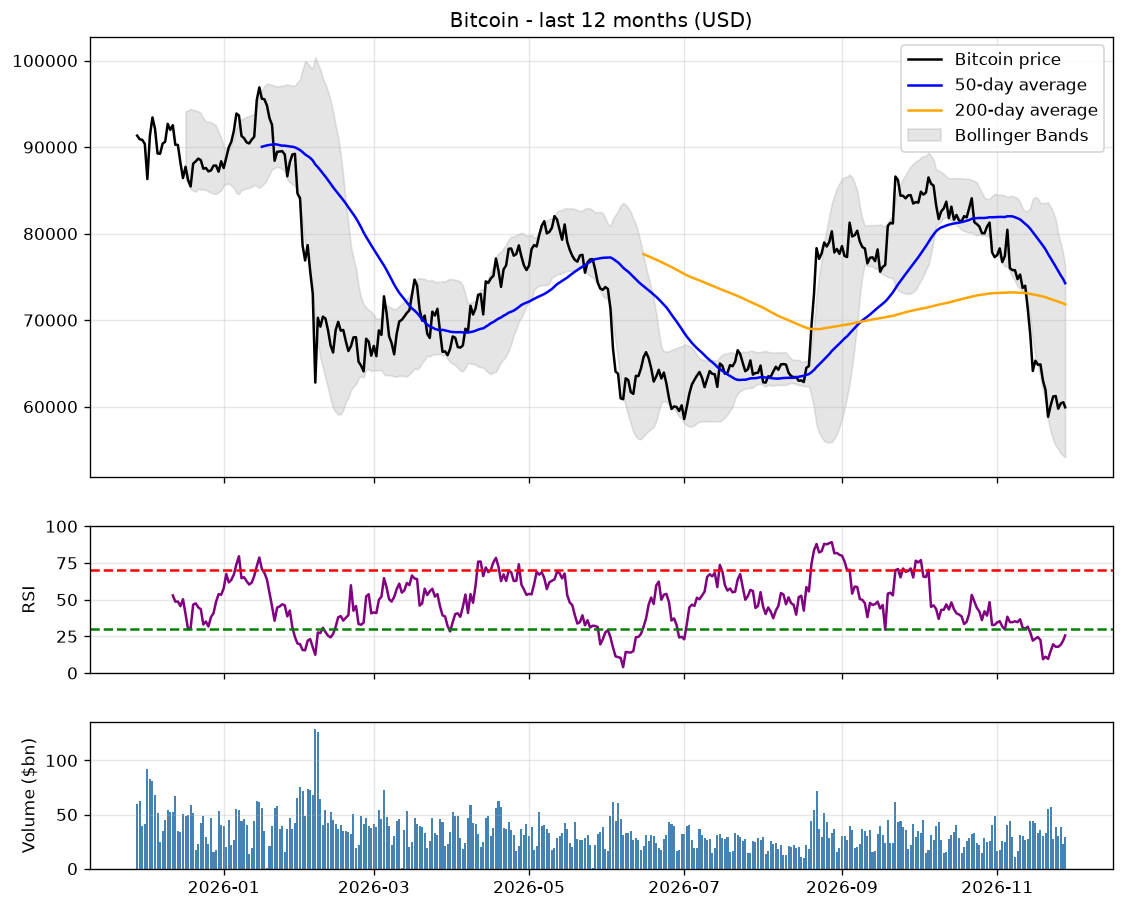 Bitcoin - last 12 months (USD)
100000
90000
80000
70000
60000
Bitcoin price
50-day average
200-day average
Bollinger Bands
100
75
50
25
0
RSI
100
50
0
Volume ($bn)
2026-01
2026-03
2026-05
2026-07
2026-09
2026-11